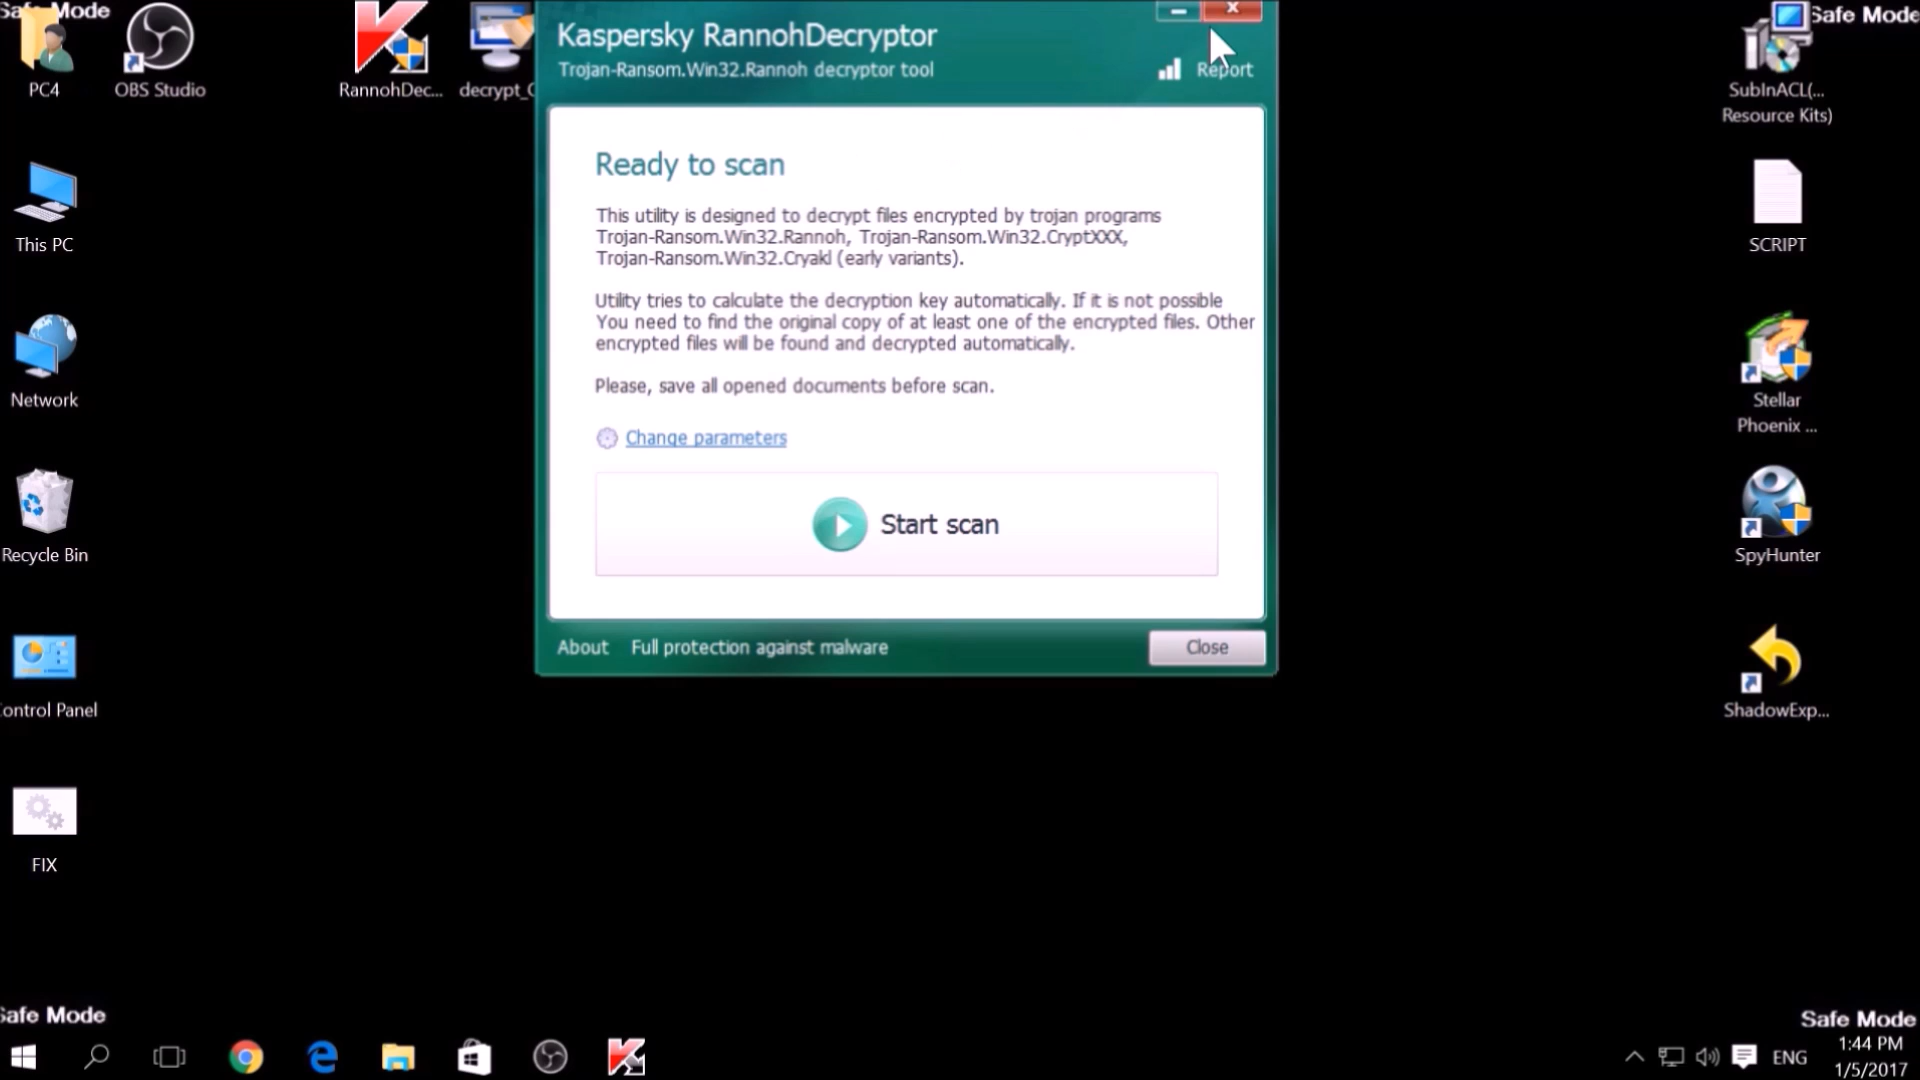 Safe Mode
Safe Mode
PC4
OBS Studio
RannohDec...
decrypt_
Kaspersky RannohDecryptor
Trojan-Ransom.Win32.Rannoh decryptor tool
Report
SubInACL(...
Resource Kits)
Ready to scan
This utility is designed to decrypt files encrypted by trojan programs
Trojan-Ransom.Win32.Rannoh, Trojan-Ransom.Win32.CryptXXX,
Trojan-Ransom.Win32.Cryakl (early variants).
Utility tries to calculate the decryption key automatically. If it is not possible
You need to find the original copy of at least one of the encrypted files. Other
encrypted files will be found and decrypted automatically.
Please, save all opened documents before scan.
Change parameters
Start scan
About
Full protection against malware
Close
This PC
Network
Recycle Bin
ontrol Panel
FIX
SCRIPT
Stellar
Phoenix ...
SpyHunter
ShadowExp...
Safe Mode
Safe Mode
ENG
1:44 PM
1/5/2017